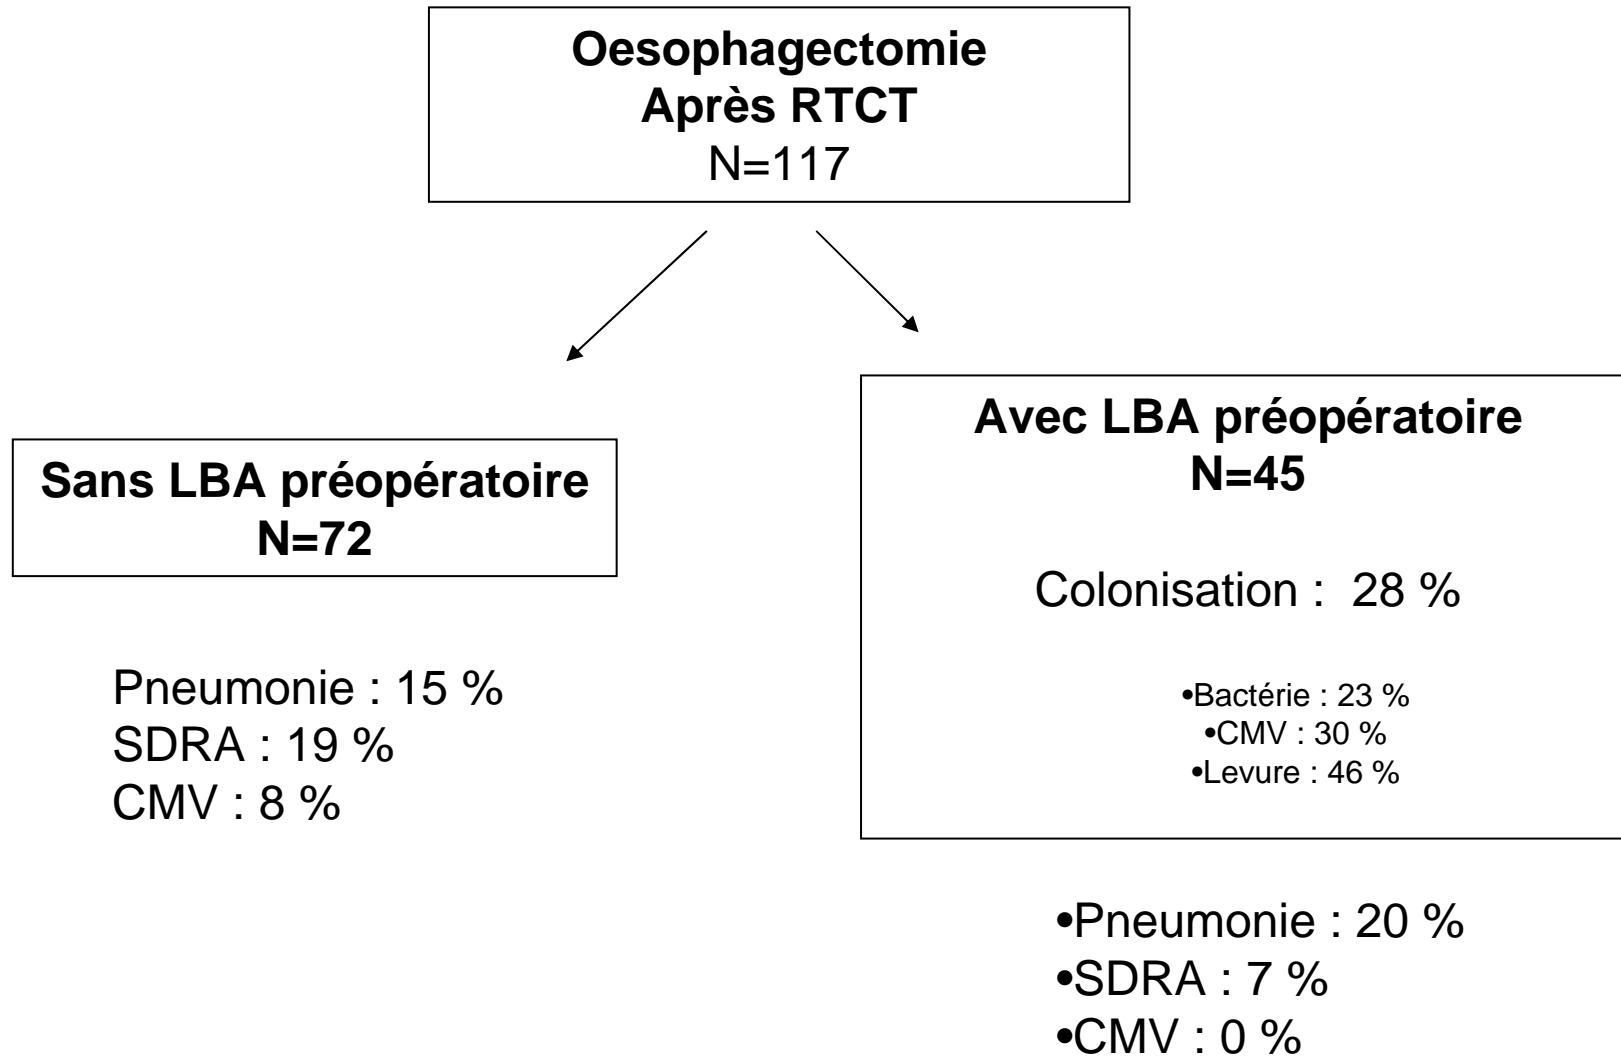 Oesophagectomie
Après RTCT
N=117
Sans LBA préopératoire
N=72
Pneumonie : 15 %
SDRA : 19 %
CMV : 8 %
Avec LBA préopératoire
N=45
Colonisation :  28 %
•Bactérie : 23 %
•CMV : 30 %
•Levure : 46 %
•Pneumonie : 20 %
•SDRA : 7 %
•CMV : 0 %